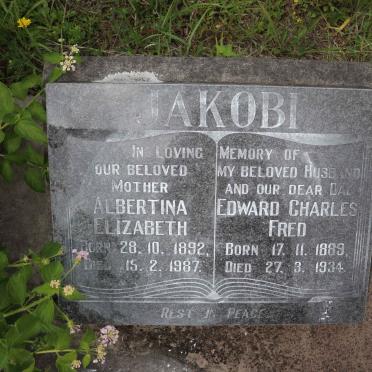 JAKOBI
IN LOVING
OUR BELOVED
MOTHER
ALBERTINA
ELIZABETH
BORN 28. 10. 1892,
DIED 15. 2. 1987.
MEMORY OF
MY BELOVED HUSBAND
AND OUR DEAR DAD
EDWARD CHARLES
FRED
BORN 17. 11. 1889,
DIED 27. 3. 1934.
REST IN PEACE